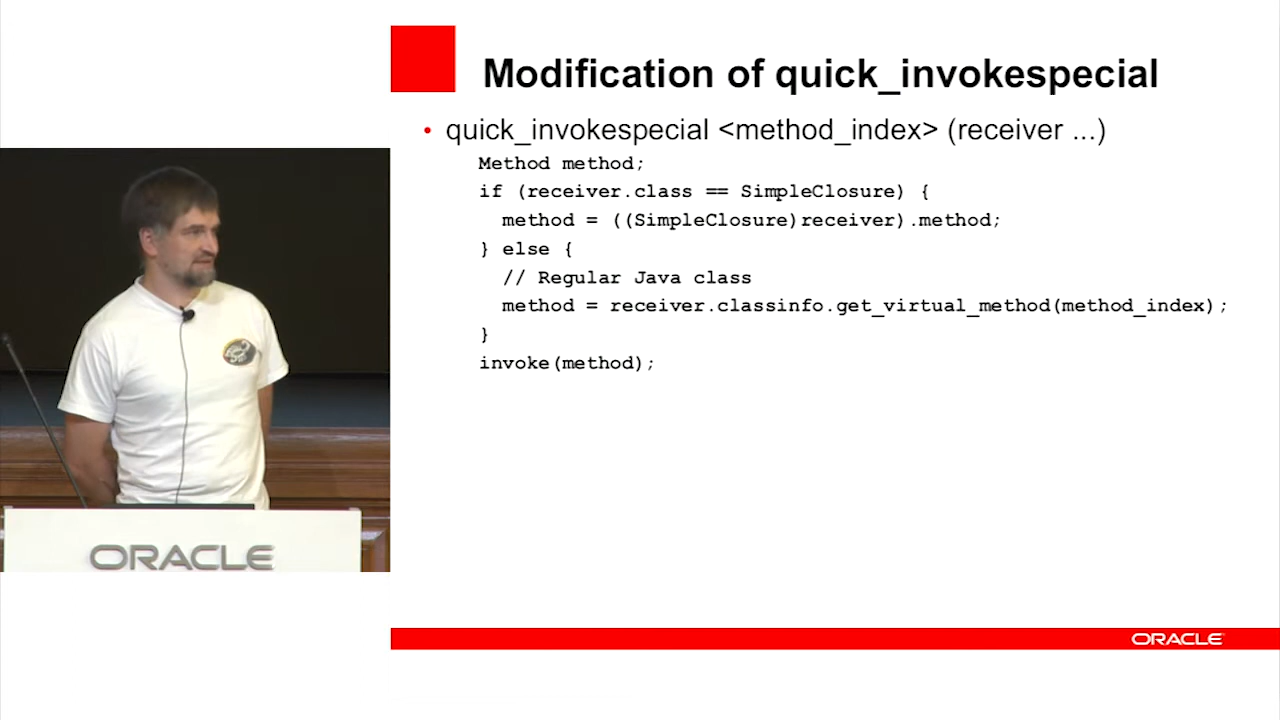 Modification of quick_invokespecial
• quick_invokespecial <method_index> (receiver ...)
Method method;
if (receiver.class == SimpleClosure) {
method = ((SimpleClosure)receiver).method;
} else {
// Regular Java class
method = receiver.classinfo.get_virtual_method(method_index);
}
invoke(method);
ORACLE
ORACLE